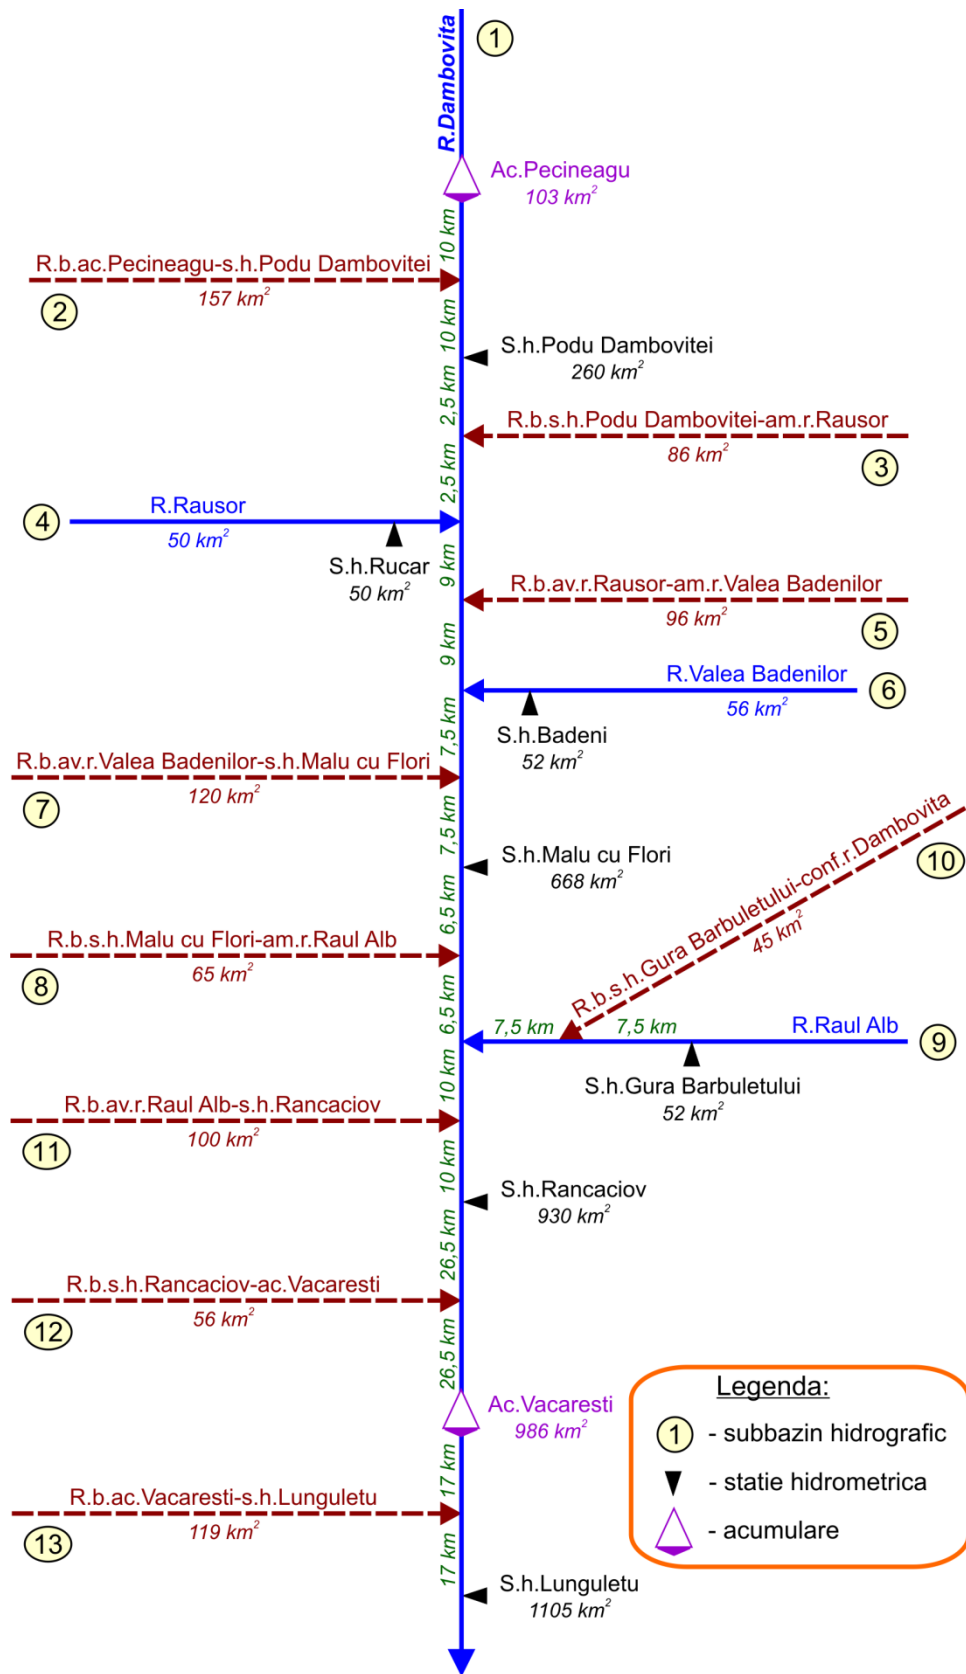 1
R.Dambovita
Ac.Pecineagu
103 km²
10 km
R.b.ac.Pecineagu-s.h.Podu Dambovitei
157 km²
2
10 km
S.h.Podu Dambovitei
260 km²
2,5 km
R.b.s.h.Podu Dambovitei-am.r.Rausor
86 km²
3
2,5 km
R.Rausor
4
50 km²
S.h.Rucar
50 km²
9 km
R.b.av.r.Rausor-am.r.Valea Badenilor
96 km²
5
9 km
R.Valea Badenilor
6
56 km²
S.h.Badeni
52 km²
7,5 km
R.b.av.r.Valea Badenilor-s.h.Malu cu Flori
120 km²
7
7,5 km
S.h.Malu cu Flori
668 km²
R.b.s.h.Gura Barbuletului-conf.r.Dambovita
45 km²
10
6,5 km
R.b.s.h.Malu cu Flori-am.r.Raul Alb
65 km²
8
6,5 km
7,5 km
7,5 km
R.Raul Alb
9
S.h.Gura Barbuletului
52 km²
10 km
R.b.av.r.Raul Alb-s.h.Rancaciov
100 km²
11
10 km
S.h.Rancaciov
930 km²
26,5 km
R.b.s.h.Rancaciov-ac.Vacaresti
56 km²
12
26,5 km
Ac.Vacaresti
986 km²
17 km
R.b.ac.Vacaresti-s.h.Lunguletu
119 km²
13
17 km
S.h.Lunguletu
1105 km²
Legenda:
1 - subbazin hidrografic
- statie hidrometrica
- acumulare